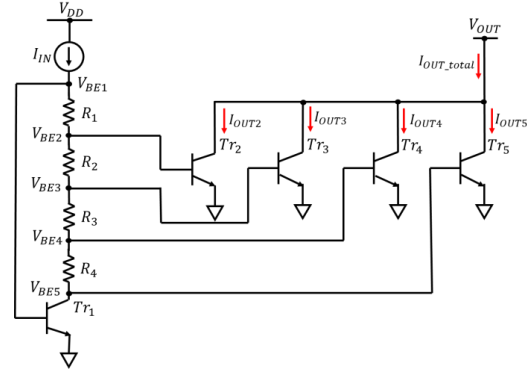 V_DD
V_OUT
I_IN
I_OUT_total
V_BE1
R_1
I_OUT2
I_OUT3
I_OUT4
I_OUT5
V_BE2
Tr_2
Tr_3
Tr_4
Tr_5
R_2
V_BE3
R_3
V_BE4
R_4
V_BE5
Tr_1